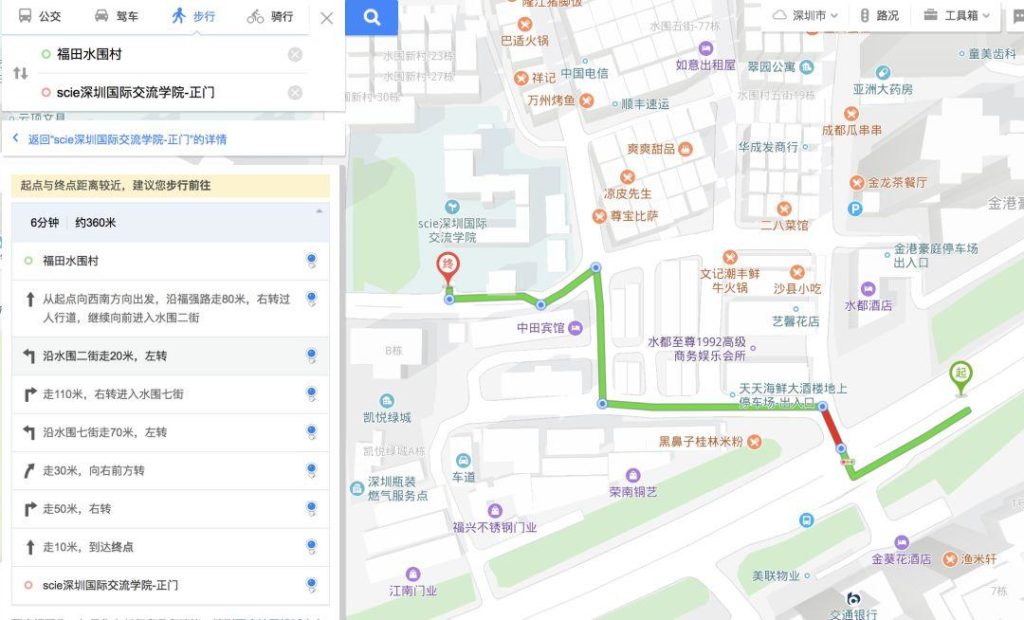 公交
驾车
步行
骑行
福田水围村
scie深圳国际交流学院-正门
返回"scie深圳国际交流学院-正门"的详情
起点与终点距离较近，建议您步行前往
6分钟
约360米
福田水围村
从起点向西南方向出发，沿福强路走80米，右转过
人行道，继续向前进入水围二街
沿水围二街走20米，左转
走110米，右转进入水围七街
沿水围七街走70米，左转
走30米，向右前方转
走50米，右转
走10米，到达终点
scie深圳国际交流学院-正门
深圳市
路况
工具箱
水围五街-77栋
巴适火锅
水围新村-23栋
水围新村-27栋
围新村-30栋
中国电信
如意出租屋
翠园公寓
童美齿科
祥记
万州烤鱼
顺丰速运
水围村五街19栋
亚洲大药房
成都瓜串串
爽爽甜品
华成发商行
凉皮先生
金龙茶餐厅
尊宝比萨
P
二八菜馆
金港豪
scie深圳国际
交流学院
金港豪庭停车场
出入口
终
文记潮丰鲜
牛火锅
沙县小吃
水都酒店
艺馨花店
中田宾馆
水都至尊1992高级
商务娱乐会所
B栋
起
天天海鲜大酒楼地上
停车场-出入口
凯悦绿城
凯悦绿城A栋
黑鼻子桂林米粉
车道
深圳瓶装
燃气服务点
荣南铜艺
福兴不锈钢门业
金葵花酒店
渔米轩
江南门业
美联物业
7栋
交通银行